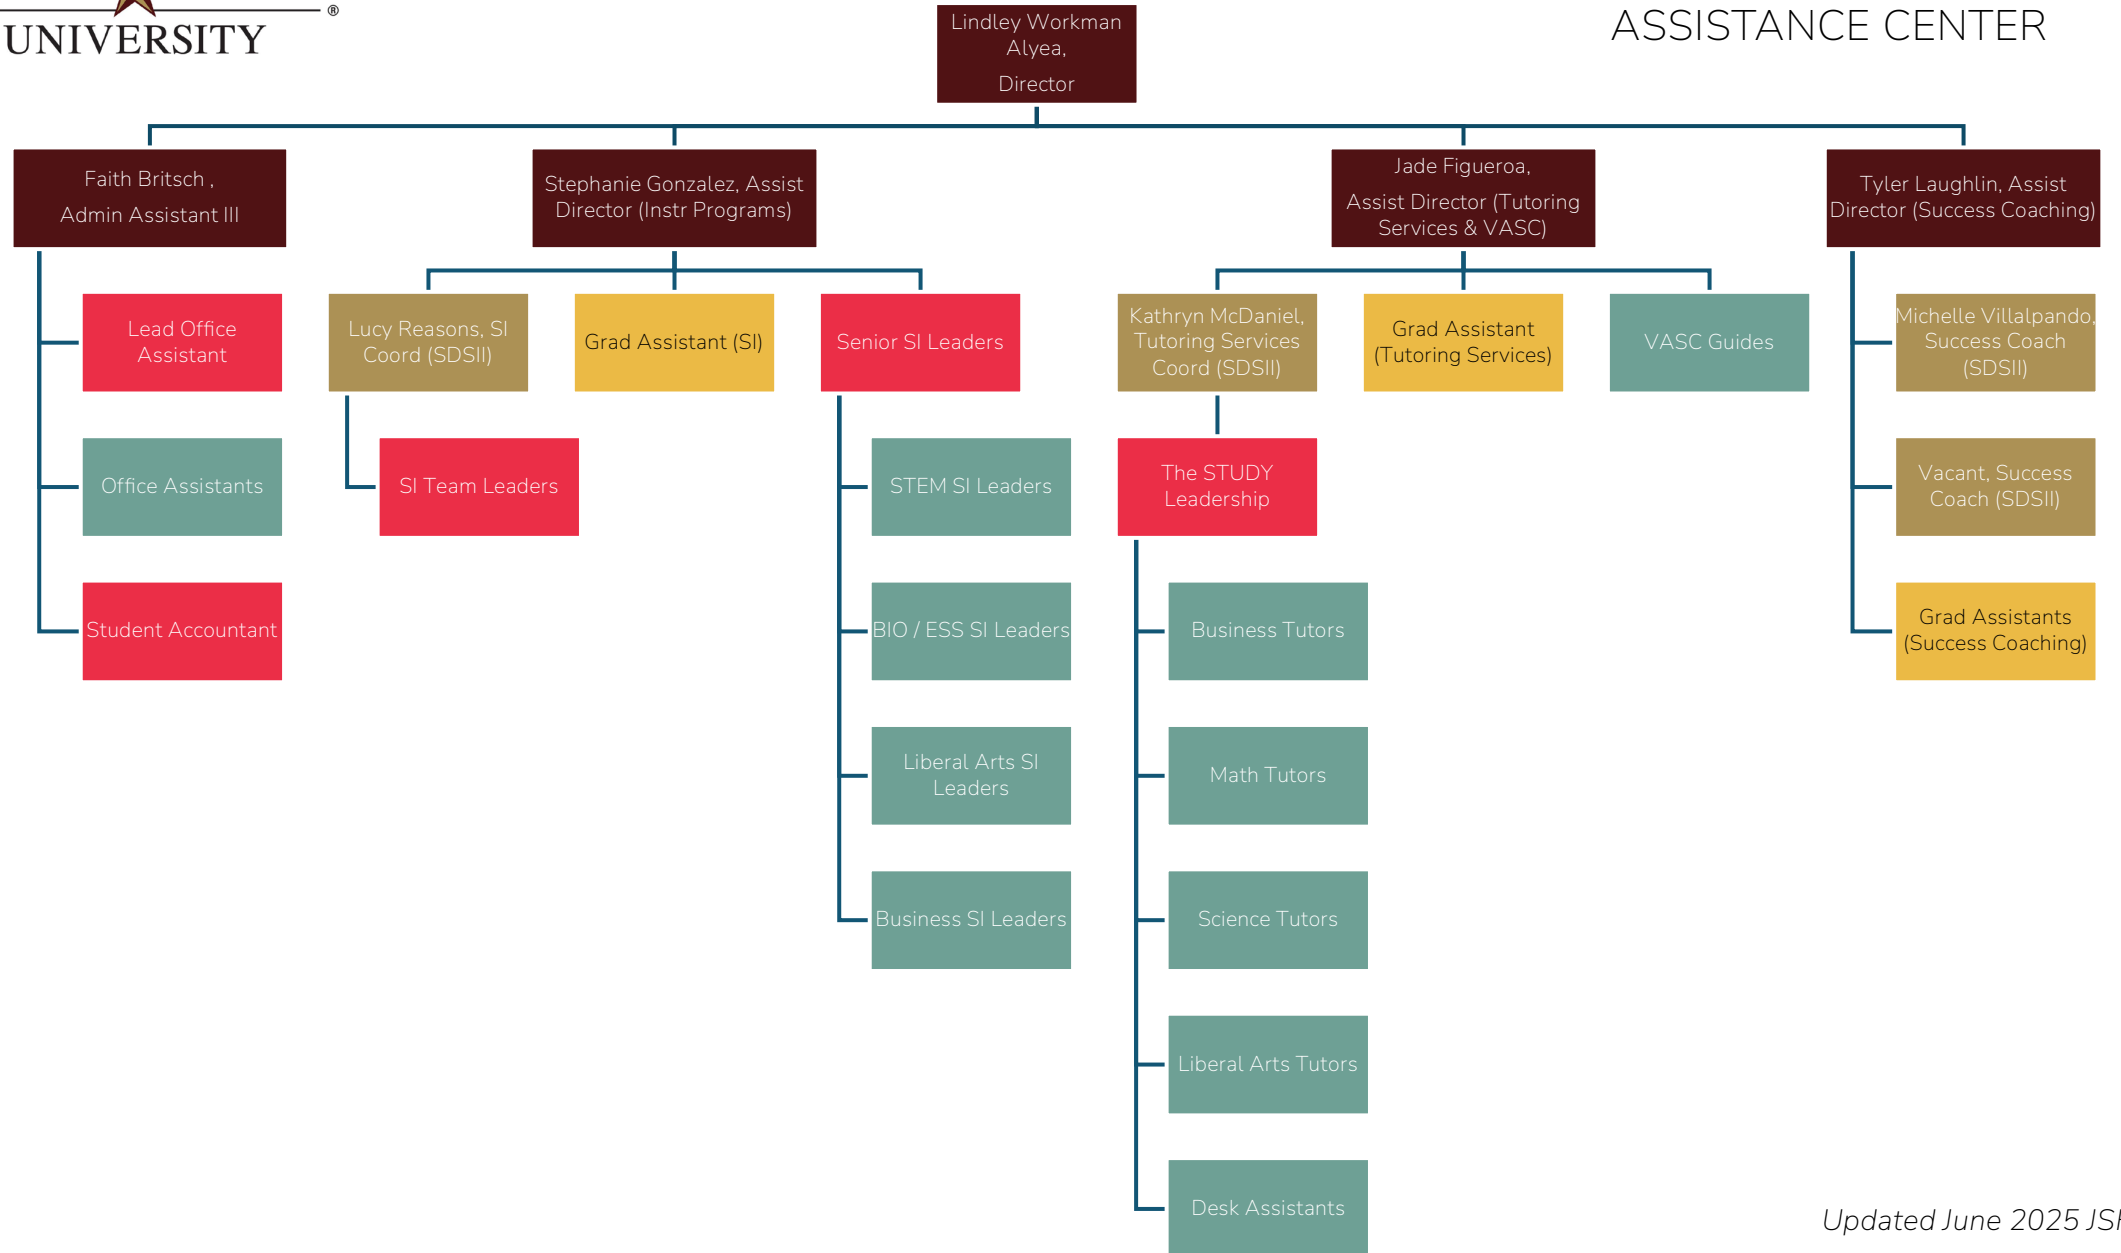 ®
UNIVERSITY
ASSISTANCE CENTER
Lindley Workman
Alyea,
Director
Faith Britsch ,
Admin Assistant III
Stephanie Gonzalez, Assist
Director (Instr Programs)
Jade Figueroa,
Assist Director (Tutoring
Services & VASC)
Tyler Laughlin, Assist
Director (Success Coaching)
Lead Office
Assistant
Office Assistants
Student Accountant
Lucy Reasons, SI
Coord (SDSII)
SI Team Leaders
Grad Assistant (SI)
Senior SI Leaders
STEM SI Leaders
BIO / ESS SI Leaders
Liberal Arts SI
Leaders
Business SI Leaders
Kathryn McDaniel,
Tutoring Services
Coord (SDSII)
The STUDY
Leadership
Business Tutors
Math Tutors
Science Tutors
Liberal Arts Tutors
Desk Assistants
Grad Assistant
(Tutoring Services)
VASC Guides
Michelle Villalpando,
Success Coach
(SDSII)
Vacant, Success
Coach (SDSII)
Grad Assistants
(Success Coaching)
Updated June 2025